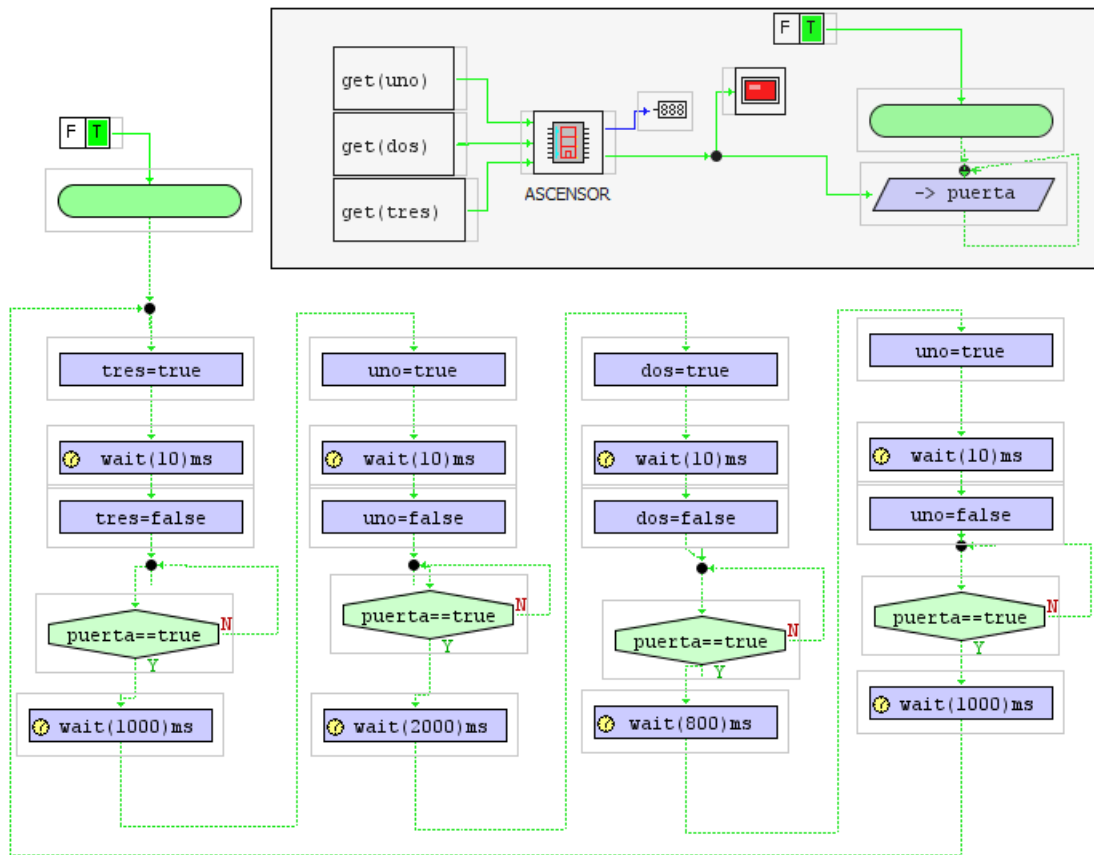 F T
get(uno)
get(dos)
get(tres)
888
ASCENSOR
F T
-> puerta
F T
tres=true
wait(10)ms
tres=false
puerta==true
N
Y
wait(1000)ms
uno=true
wait(10)ms
uno=false
puerta==true
N
Y
wait(2000)ms
dos=true
wait(10)ms
dos=false
puerta==true
N
Y
wait(800)ms
uno=true
wait(10)ms
uno=false
puerta==true
N
Y
wait(1000)ms